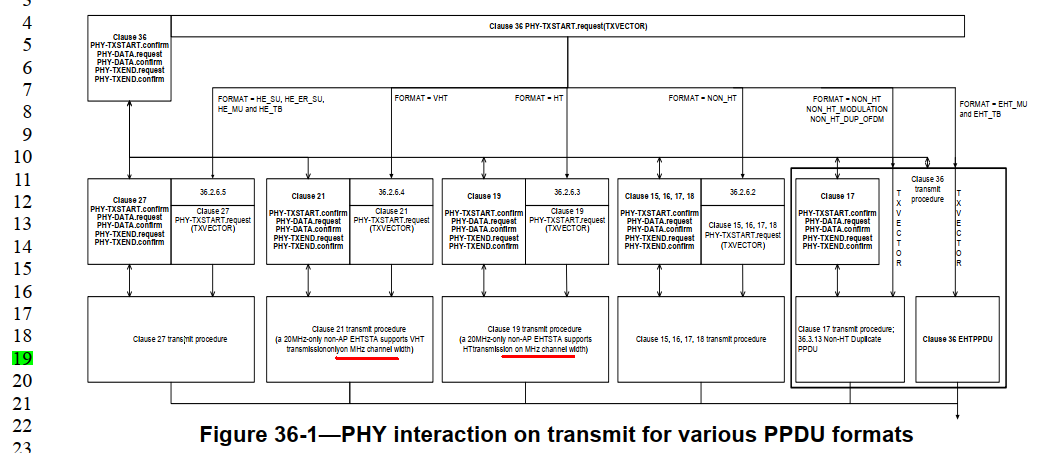 3
4
5
6
7
8
9
10
11
12
13
14
15
16
17
18
19
20
21
22
23
Clause 36 PHY-TXSTART.request(TXVECTOR)
Clause 36
PHY-TXSTART.confirm
PHY-DATA.request
PHY-DATA.confirm
PHY-TXEND.request
PHY-TXEND.confirm
FORMAT = HE_SU, HE_ER_SU,
HE_MU and HE_TB
FORMAT = VHT
FORMAT = HT
FORMAT = NON_HT
FORMAT = NON_HT
NON_HT_MODULATION
NON_HT_DUP_OFDM
FORMAT = EHT_MU
and EHT_TB
Clause 27
PHY-TXSTART.confirm
PHY-DATA.request
PHY-DATA.confirm
PHY-TXEND.request
PHY-TXEND.confirm
36.2.6.5
Clause 27
PHY-TXSTART.request
(TXVECTOR)
Clause 21
PHY-TXSTART.confirm
PHY-DATA.request
PHY-DATA.confirm
PHY-TXEND.request
PHY-TXEND.confirm
36.2.6.4
Clause 21
PHY-TXSTART.request
(TXVECTOR)
Clause 19
PHY-TXSTART.confirm
PHY-DATA.request
PHY-DATA.confirm
PHY-TXEND.request
PHY-TXEND.confirm
36.2.6.3
Clause 19
PHY-TXSTART.request
(TXVECTOR)
Clause 15, 16, 17, 18
PHY-TXSTART.confirm
PHY-DATA.request
PHY-DATA.confirm
PHY-TXEND.request
PHY-TXEND.confirm
36.2.6.2
Clause 15, 16, 17, 18
PHY-TXSTART.request
(TXVECTOR)
Clause 17
PHY-TXSTART.confirm
PHY-DATA.request
PHY-DATA.confirm
PHY-TXEND.request
PHY-TXEND.confirm
TXVECTOR
Clause 36
transmit
procedure
TXVECTOR
Clause 27 transmit procedure
Clause 21 transmit procedure
(a 20MHz-only non-AP EHTSTA supports VHT
transmissiononlyon MHz channel width)
Clause 19 transmit procedure
(a 20MHz-only non-AP EHTSTA supports
HTtransmission on MHz channel width)
Clause 15, 16, 17, 18 transmit procedure
Clause 17 transmit procedure;
36.3.13 Non-HT Duplicate
PPDU
Clause 36 EHTPPDU
Figure 36-1—PHY interaction on transmit for various PPDU formats